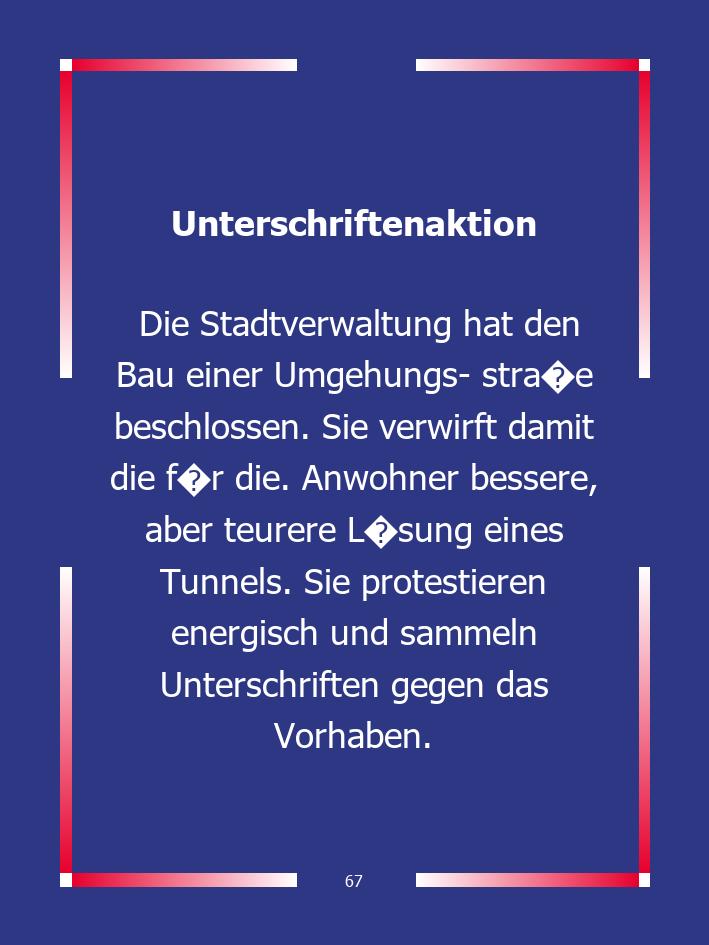 Unterschriftenaktion
Die Stadtverwaltung hat den
Bau einer Umgehungs- stra�e
beschlossen. Sie verwirft damit
die f�r die. Anwohner bessere,
aber teurere L�sung eines
Tunnels. Sie protestieren
energisch und sammeln
Unterschriften gegen das
Vorhaben.
67